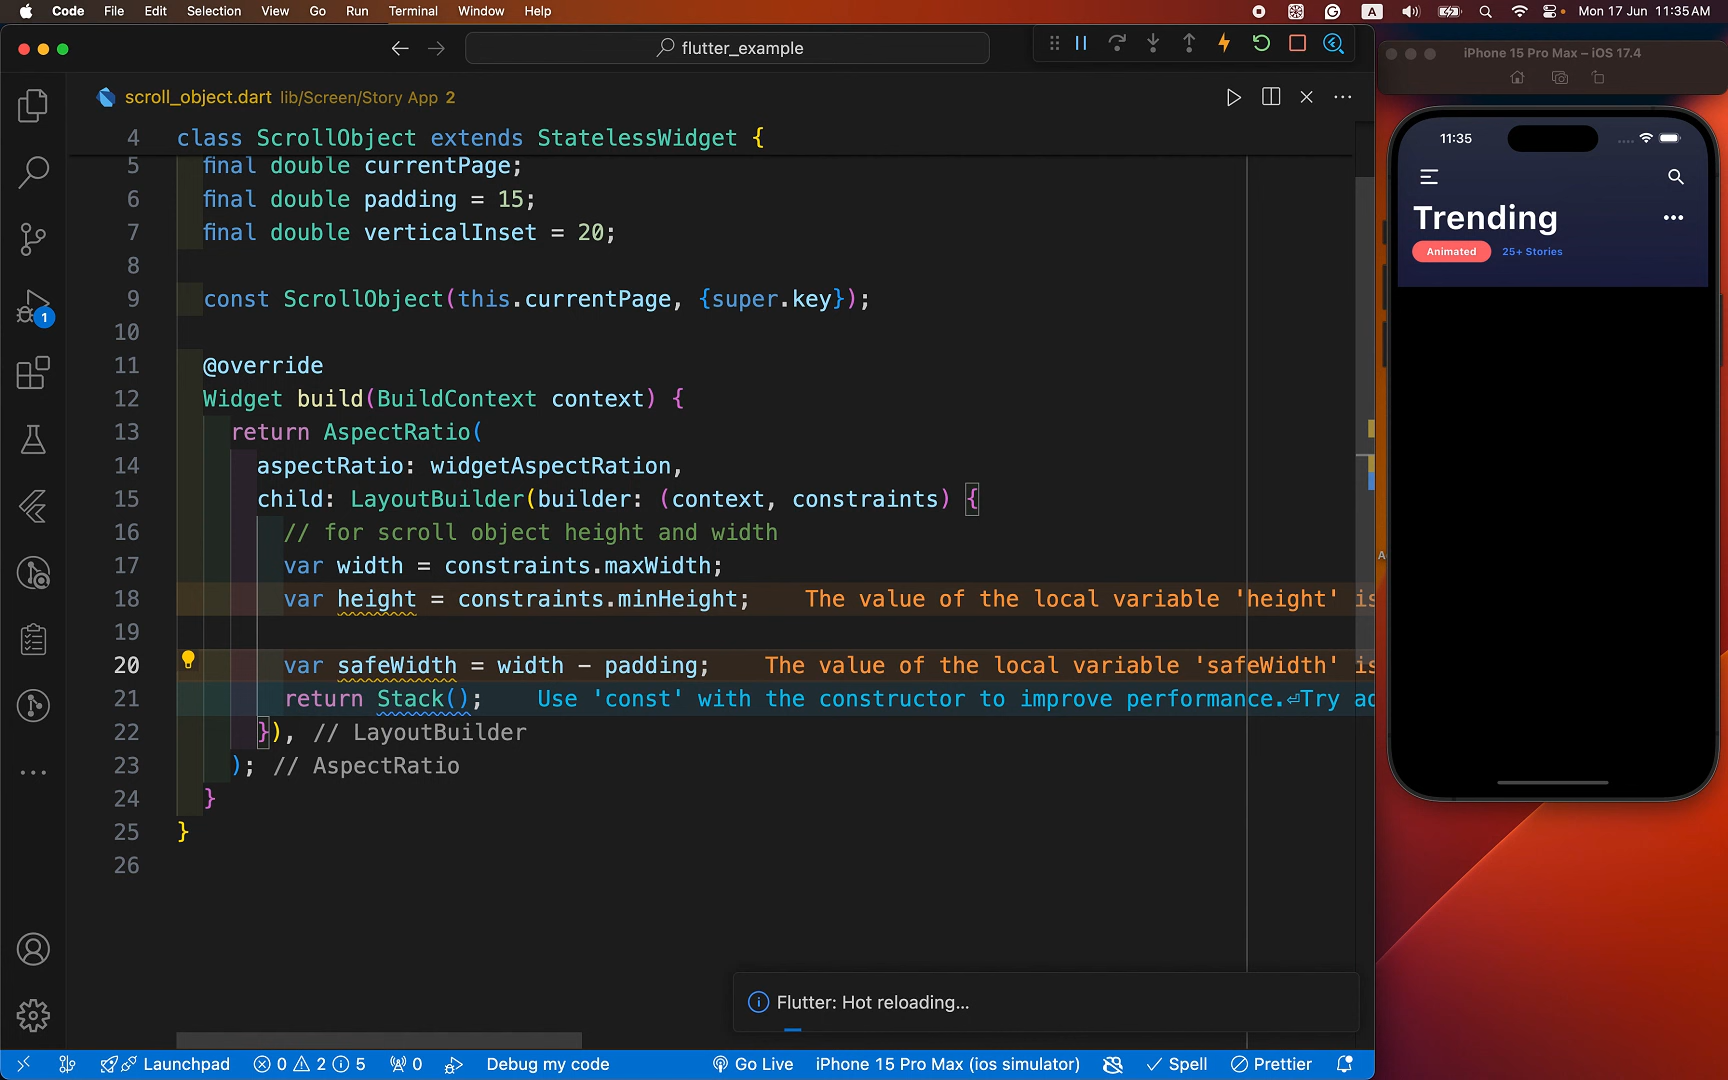 Code File Edit Selection View Go Run Terminal Window Help A Mon 17 Jun 11:35 AM
flutter_example
iPhone 15 Pro Max – iOS 17.4
scroll_object.dart lib/Screen/Story App 2
4 class ScrollObject extends StatelessWidget {
5 final double currentPage;
6 final double padding = 15;
7 final double verticalInset = 20;
8
9 const ScrollObject(this.currentPage, {super.key});
10
11 @override
12 Widget build(BuildContext context) {
13 return AspectRatio(
14 aspectRatio: widgetAspectRation,
15 child: LayoutBuilder(builder: (context, constraints) {
16 // for scroll object height and width
17 var width = constraints.maxWidth;
18 var height = constraints.minHeight; The value of the local variable 'height' is
19
20 var safeWidth = width - padding; The value of the local variable 'safeWidth' is
21 return Stack(); Use 'const' with the constructor to improve performance.⏎Try ad
22 }), // LayoutBuilder
23 ); // AspectRatio
24 }
25 }
26
1
11:35
Trending
Animated 25+ Stories
Flutter: Hot reloading...
Launchpad 0 2 5 0 Debug my code Go Live iPhone 15 Pro Max (ios simulator) Spell Prettier